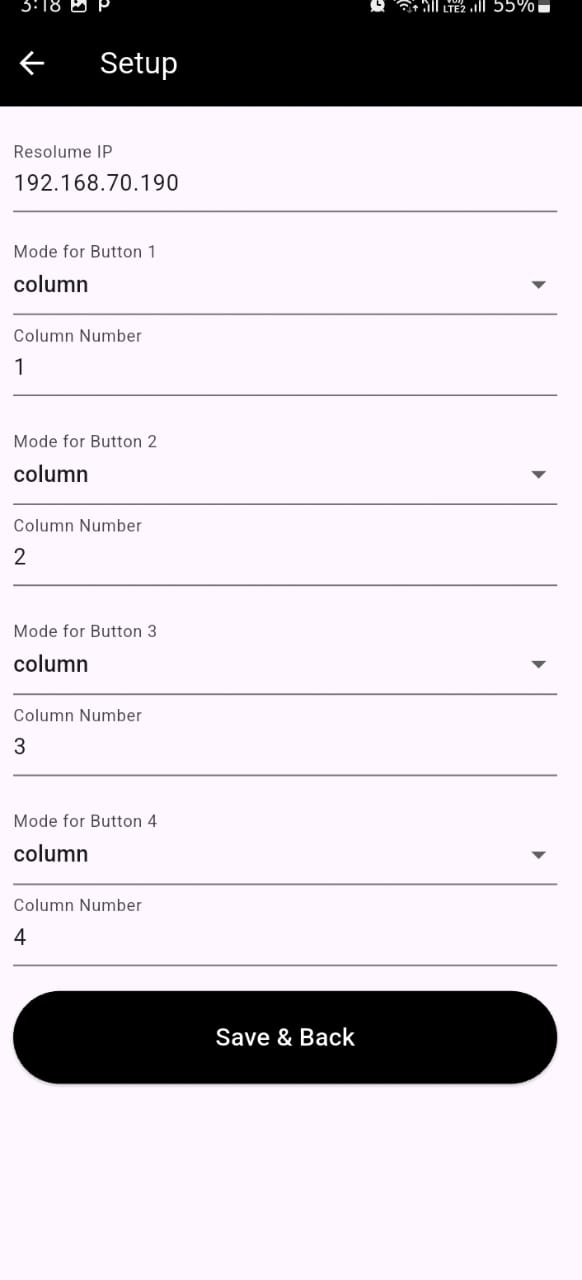 3:18 P VoD LTE2 55%
Setup
Resolume IP
192.168.70.190
Mode for Button 1
column
Column Number
1
Mode for Button 2
column
Column Number
2
Mode for Button 3
column
Column Number
3
Mode for Button 4
column
Column Number
4
Save & Back